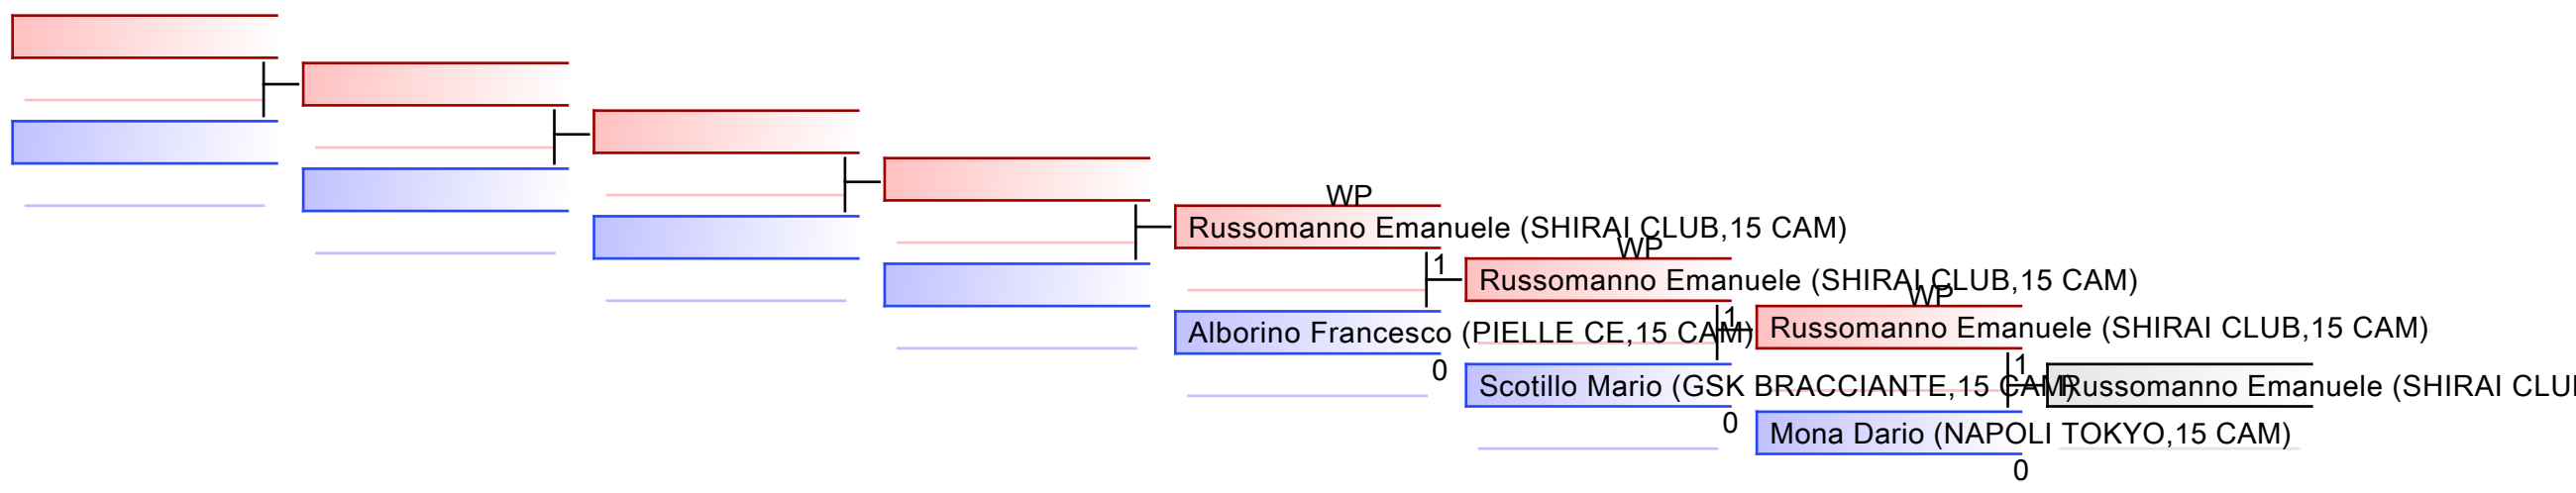 WP
Russomanno Emanuele (SHIRAI CLUB,15 CAM)
1
Alborino Francesco (PIELLE CE,15 CAM)
0
WP
Russomanno Emanuele (SHIRAI CLUB,15 CAM)
1
Scotillo Mario (GSK BRACCIANTE,15 CAM)
0
WP
Russomanno Emanuele (SHIRAI CLUB,15 CAM)
1
Mona Dario (NAPOLI TOKYO,15 CAM)
0
Russomanno Emanuele (SHIRAI